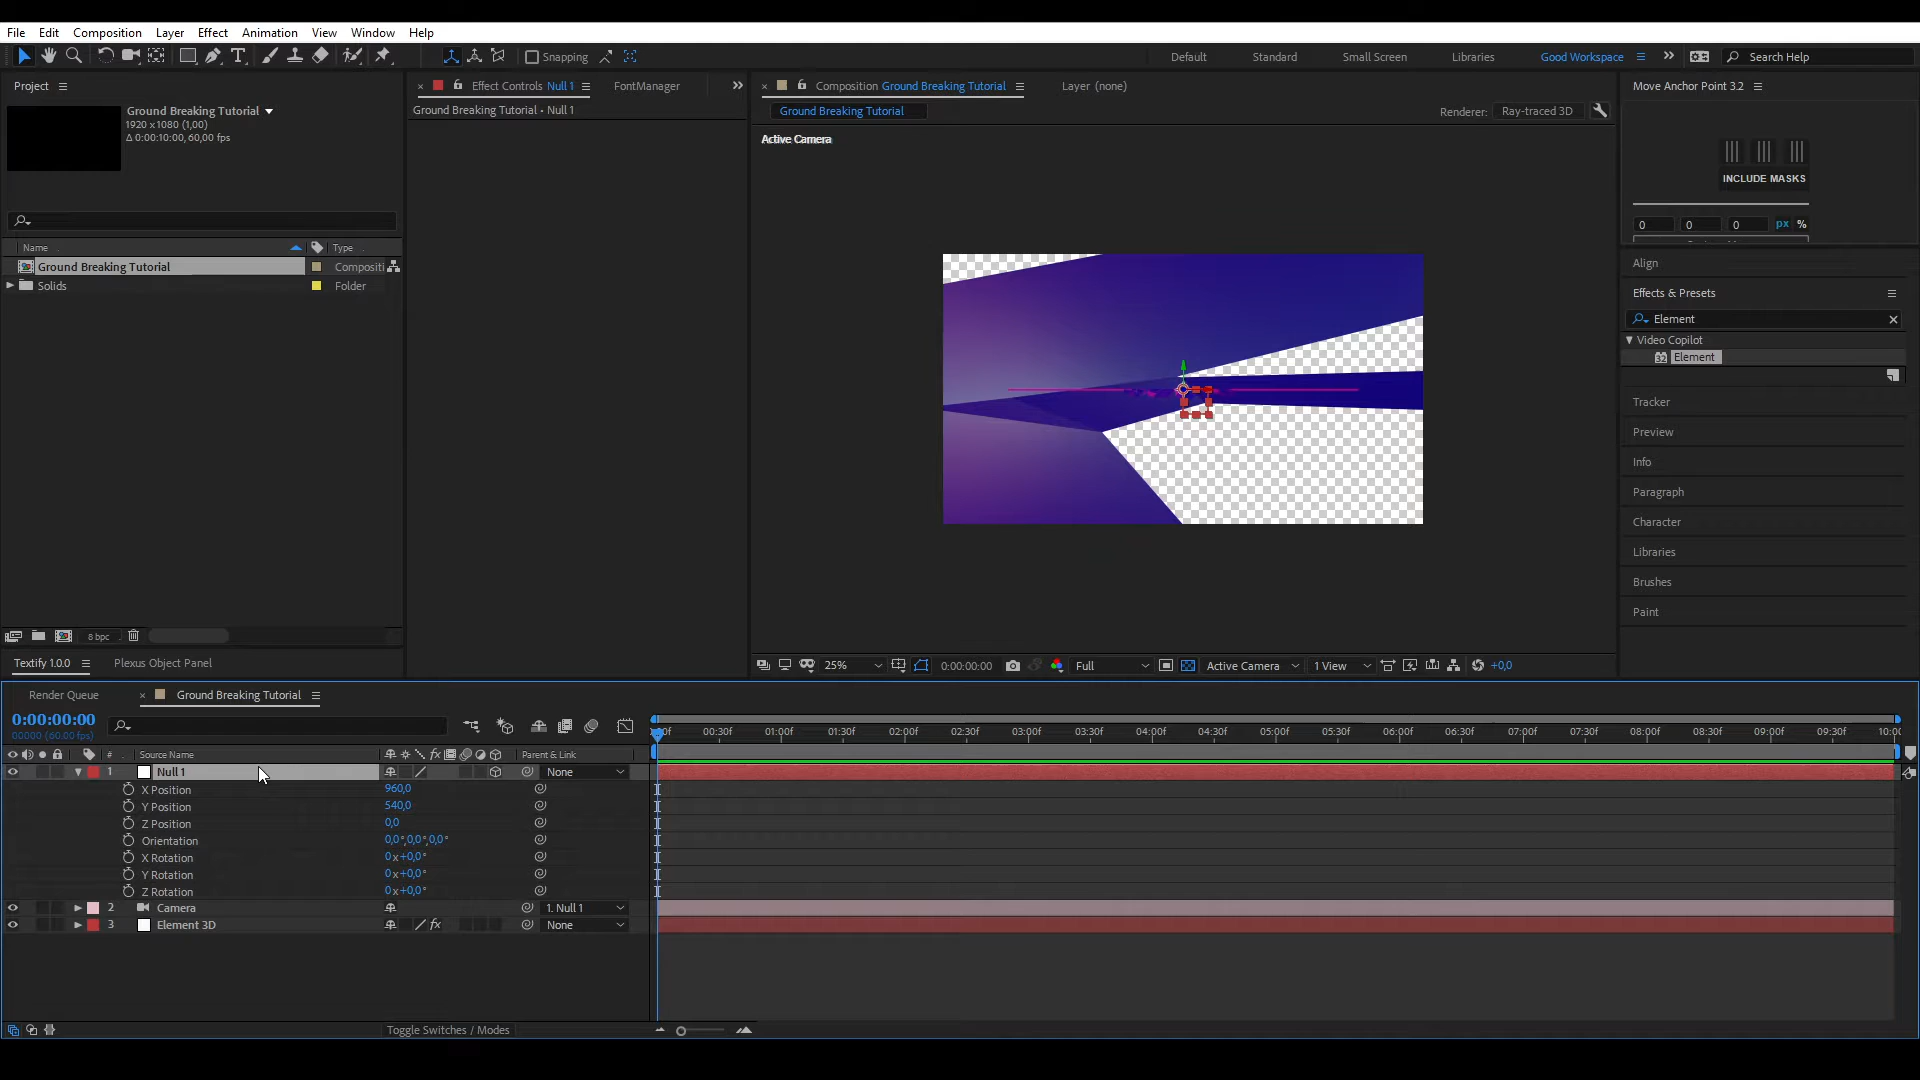 File Edit Composition Layer Effect Animation View Window Help
Snapping
Default Standard Small Screen Libraries Good Workspace Search Help
Project
Ground Breaking Tutorial
1920 x 1080 (1,00)
Δ 0:00:10:00, 60,00 fps
Name Type
Ground Breaking Tutorial Compositi
Solids Folder
8 bpc
Textify 1.0.0 Plexus Object Panel
Effect Controls Null 1 FontManager
Ground Breaking Tutorial • Null 1
Composition Ground Breaking Tutorial Layer (none)
Ground Breaking Tutorial Renderer: Ray-traced 3D
Active Camera
25% 0:00:00:00 Full Active Camera 1 View +0,0
Move Anchor Point 3.2
INCLUDE MASKS
0 0 0 px %
Align
Effects & Presets
Element
Video Copilot
32 Element
Tracker
Preview
Info
Paragraph
Character
Libraries
Brushes
Paint
Render Queue Ground Breaking Tutorial
0:00:00:00
00000 (60.00 fps)
00f 00:30f 01:00f 01:30f 02:00f 02:30f 03:00f 03:30f 04:00f 04:30f 05:00f 05:30f 06:00f 06:30f 07:00f 07:30f 08:00f 08:30f 09:00f 09:30f 10:00
# Source Name fx Parent & Link
1 Null 1 None
X Position 960,0
Y Position 540,0
Z Position 0,0
Orientation 0,0°,0,0°,0,0°
X Rotation 0x+0,0°
Y Rotation 0x+0,0°
Z Rotation 0x+0,0°
2 Camera 1. Null 1
3 Element 3D fx None
Toggle Switches / Modes